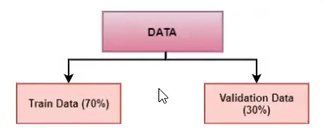 DATA
Train Data (70%)
Validation Data
(30%)